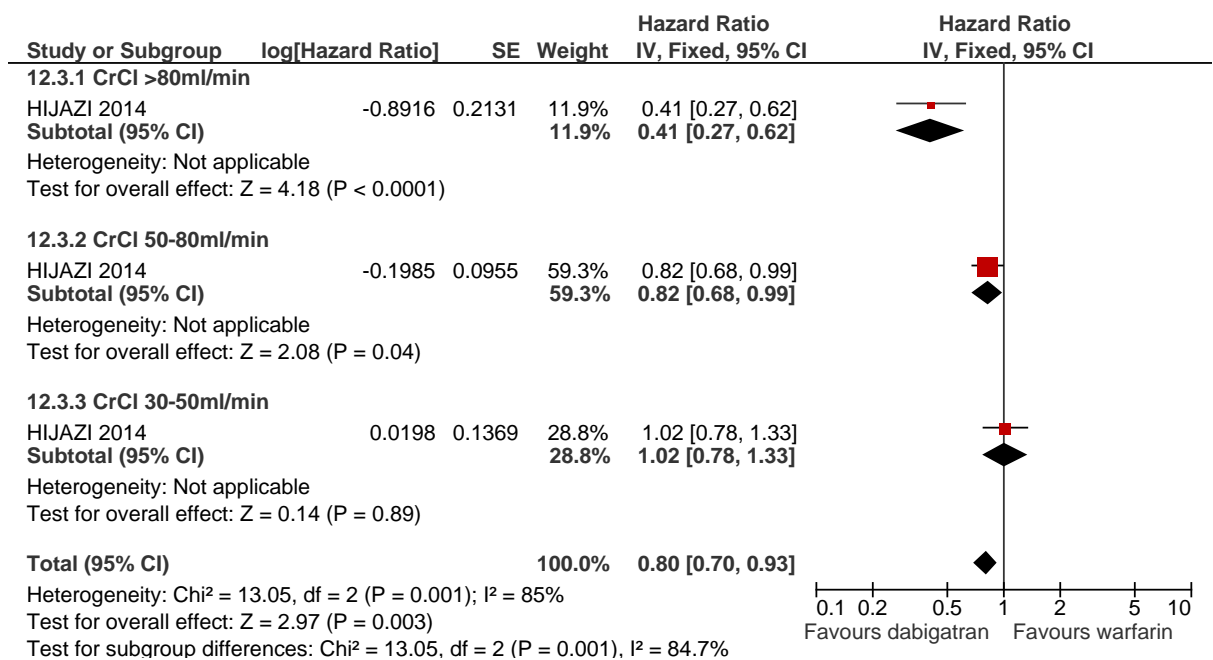 Hazard Ratio Hazard Ratio
Study or Subgroup log[Hazard Ratio] SE Weight IV, Fixed, 95% CI IV, Fixed, 95% CI
12.3.1 CrCl >80ml/min
HIJAZI 2014 -0.8916 0.2131 11.9% 0.41 [0.27, 0.62]
Subtotal (95% CI) 11.9% 0.41 [0.27, 0.62]
Heterogeneity: Not applicable
Test for overall effect: Z = 4.18 (P < 0.0001)
12.3.2 CrCl 50-80ml/min
HIJAZI 2014 -0.1985 0.0955 59.3% 0.82 [0.68, 0.99]
Subtotal (95% CI) 59.3% 0.82 [0.68, 0.99]
Heterogeneity: Not applicable
Test for overall effect: Z = 2.08 (P = 0.04)
12.3.3 CrCl 30-50ml/min
HIJAZI 2014 0.0198 0.1369 28.8% 1.02 [0.78, 1.33]
Subtotal (95% CI) 28.8% 1.02 [0.78, 1.33]
Heterogeneity: Not applicable
Test for overall effect: Z = 0.14 (P = 0.89)
Total (95% CI) 100.0% 0.80 [0.70, 0.93]
Heterogeneity: Chi² = 13.05, df = 2 (P = 0.001); I² = 85%
Test for overall effect: Z = 2.97 (P = 0.003)
Test for subgroup differences: Chi² = 13.05, df = 2 (P = 0.001), I² = 84.7%
0.1 0.2 0.5 1 2 5 10
Favours dabigatran Favours warfarin